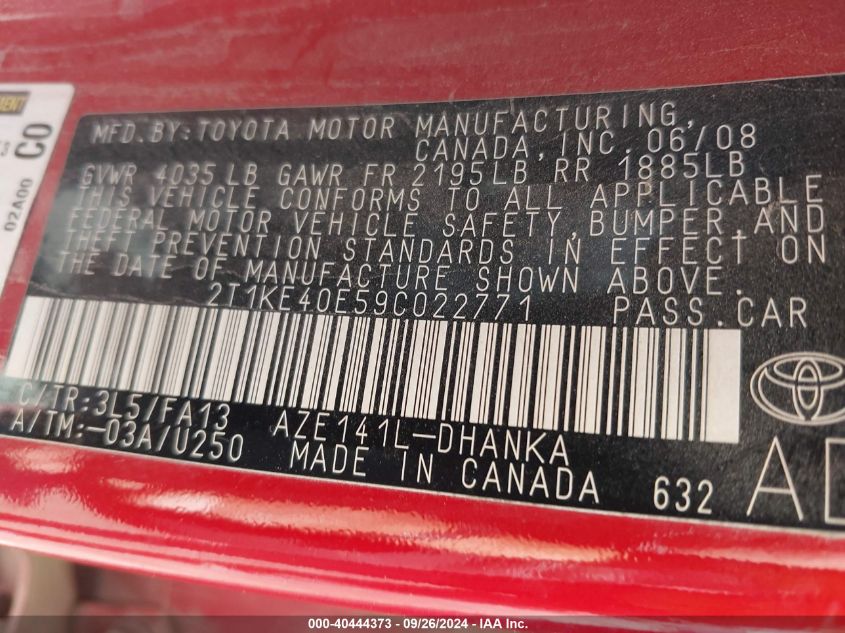 MENT
CO
02A00
MFD. BY: TOYOTA MOTOR MANUFACTURING,
CANADA, INC. 06/08
GVWR 4035 LB GAWR FR 2195LB RR 1885LB
THIS VEHICLE CONFORMS TO ALL APPLICABLE
FEDERAL MOTOR VEHICLE SAFETY, BUMPER, AND
THEFT PREVENTION STANDARDS IN EFFECT ON
THE DATE OF MANUFACTURE SHOWN ABOVE.
2T1KE40E59C022771 PASS. CAR
C/TR: 3L5/FA13 AZE141L-DHANKA
A/TM: -03A/U250 MADE IN CANADA 632
000-40444373 - 09/26/2024 - IAA Inc.